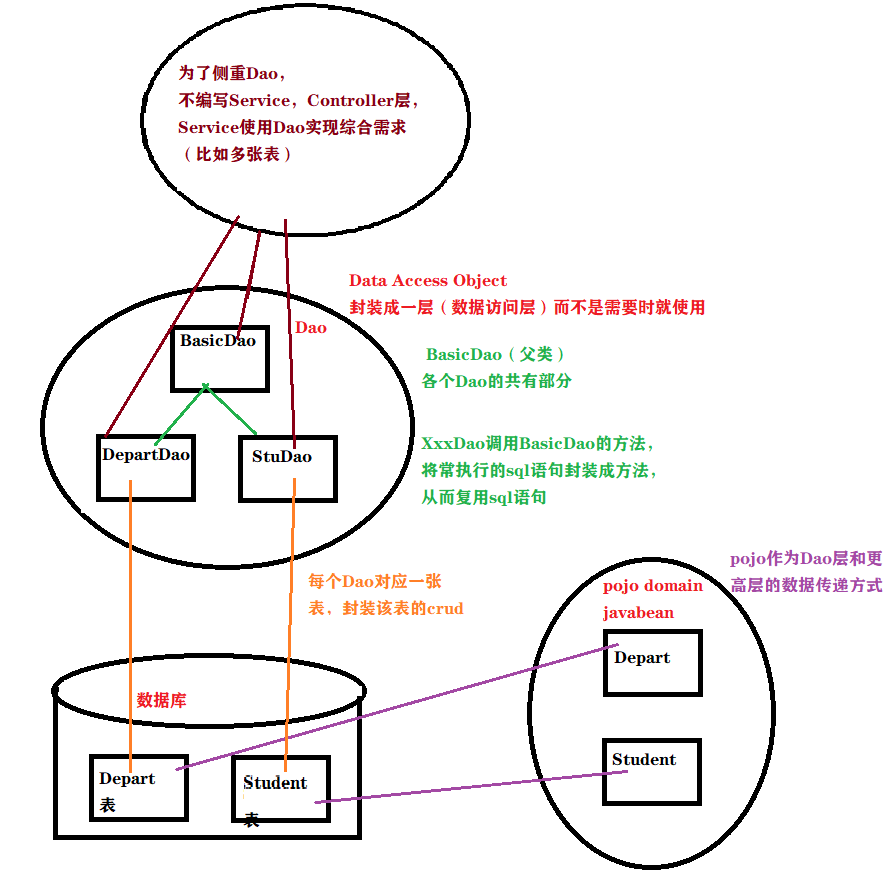 为了侧重Dao，
不编写Service，Controller层，
Service使用Dao实现综合需求
（比如多张表）
Data Access Object
封装成一层（数据访问层）而不是需要时就使用
Dao
BasicDao
BasicDao（父类）
各个Dao的共有部分
DepartDao
StuDao
XxxDao调用BasicDao的方法，
将常执行的sql语句封装成方法，
从而复用sql语句
每个Dao对应一张
表，封装该表的crud
pojo作为Dao层和更
高层的数据传递方式
pojo domain
javabean
Depart
Student
数据库
Depart
表
Student
表